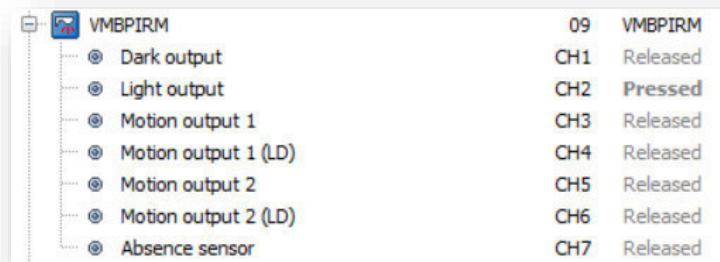 VMBPIRM 09 VMBPIRM
Dark output CH1 Released
Light output CH2 Pressed
Motion output 1 CH3 Released
Motion output 1 (LD) CH4 Released
Motion output 2 CH5 Released
Motion output 2 (LD) CH6 Released
Absence sensor CH7 Released